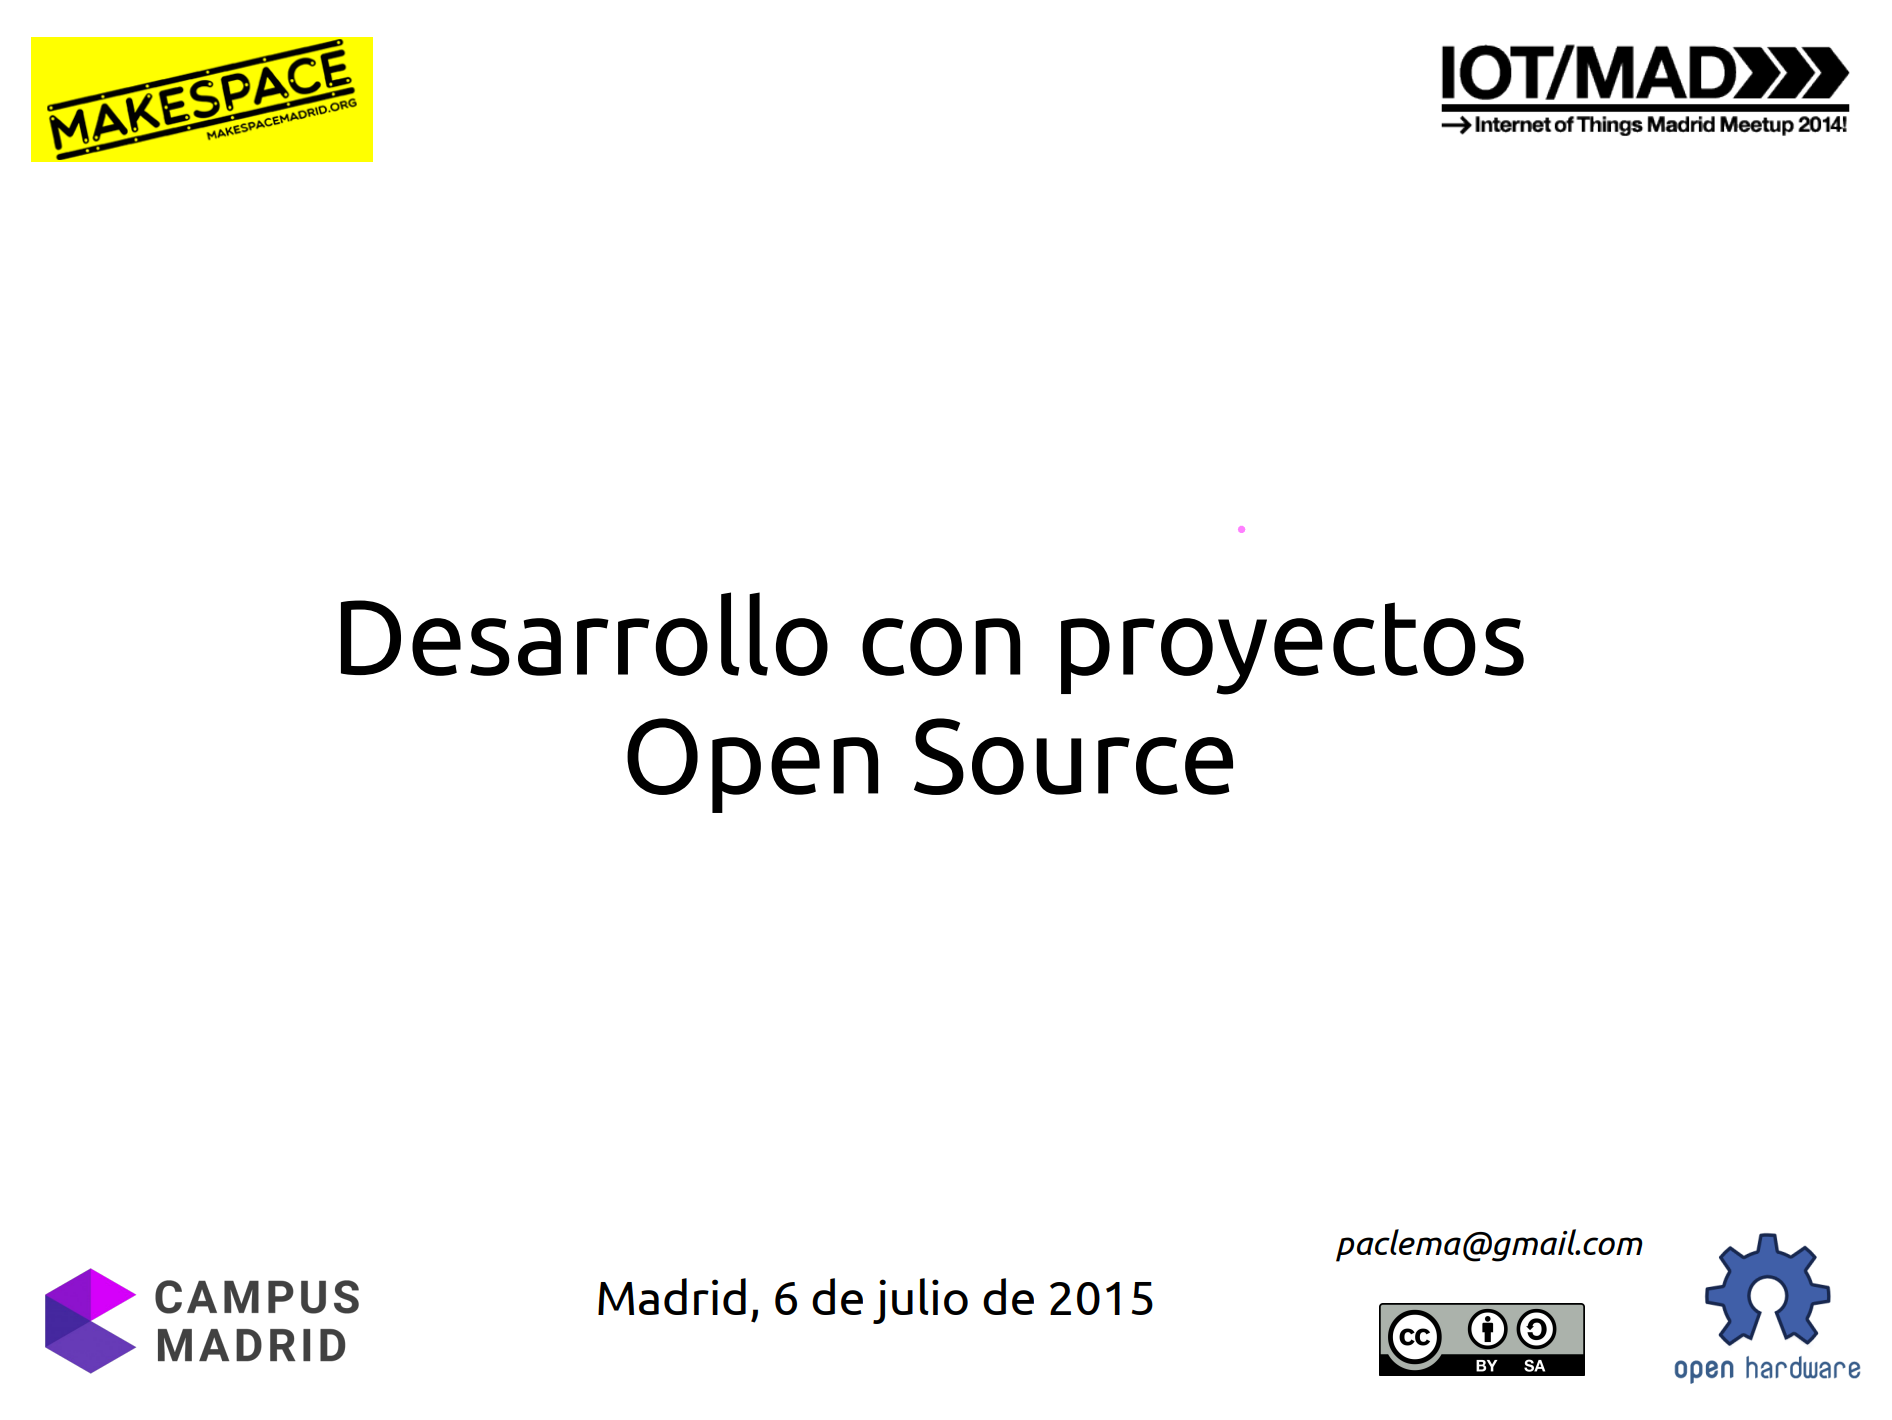 MAKESPACE
MAKESPACEMADRID.ORG
IOT/MAD
Internet of Things Madrid Meetup 2014!
Desarrollo con proyectos
Open Source
paclema@gmail.com
CAMPUS
MADRID
Madrid, 6 de julio de 2015
cc
BY SA
open hardware